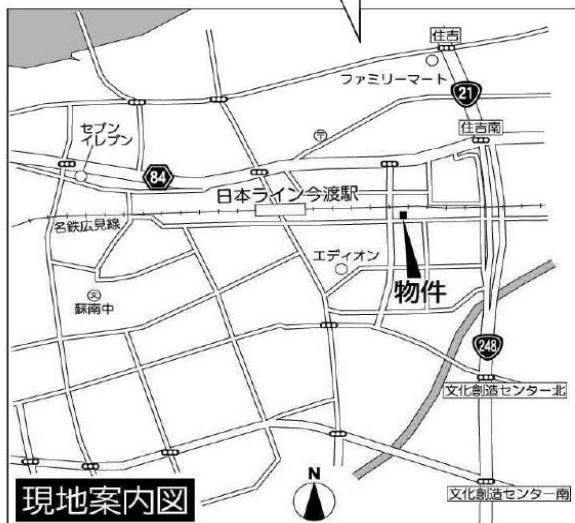 住吉
ファミリーマート
21
住吉南
セブン
イレブン
〒
84
日本ライン今渡駅
名鉄広見線
エディオン
物件
文
蘇南中
248
文化創造センター北
N
現地案内図
文化創造センター南